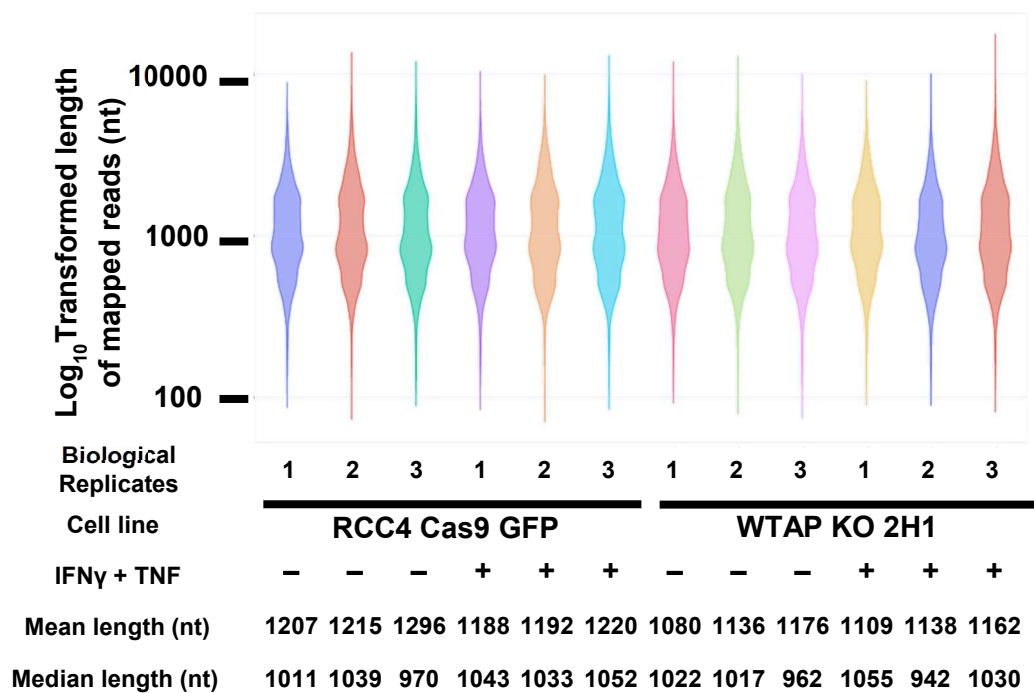 Log10Transformed length
of mapped reads (nt)
10000
1000
100
Biological
Replicates
1 2 3 1 2 3 1 2 3 1 2 3
Cell line
RCC4 Cas9 GFP WTAP KO 2H1
IFNγ + TNF
− − − + + + − − − + + +
Mean length (nt) 1207 1215 1296 1188 1192 1220 1080 1136 1176 1109 1138 1162
Median length (nt) 1011 1039 970 1043 1033 1052 1022 1017 962 1055 942 1030